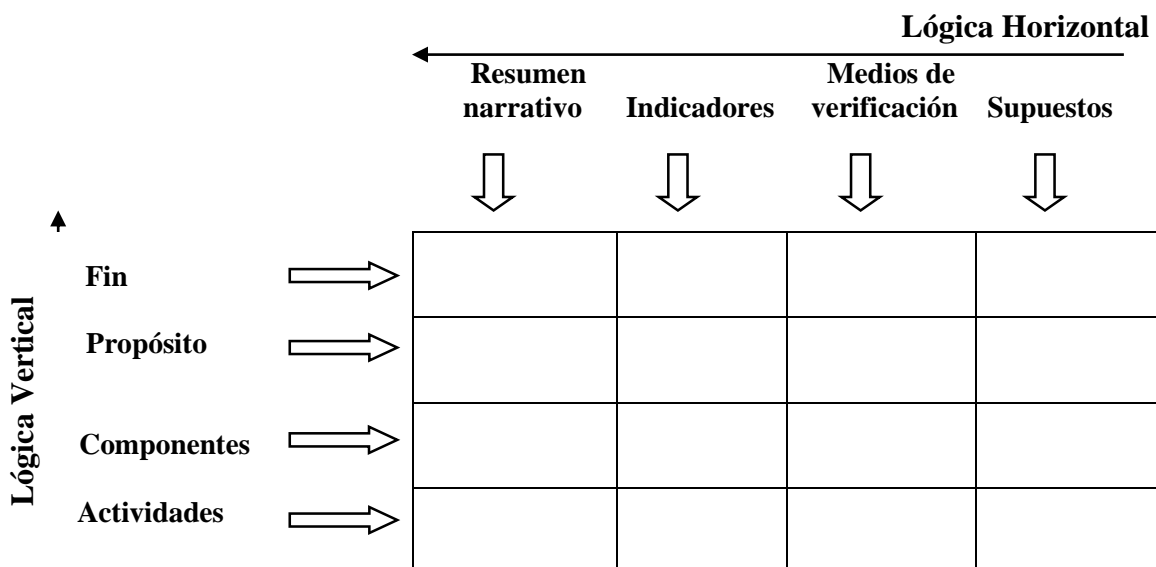 Lógica Horizontal
Resumen
narrativo
Indicadores
Medios de
verificación
Supuestos
Lógica Vertical
Fin
Propósito
Componentes
Actividades